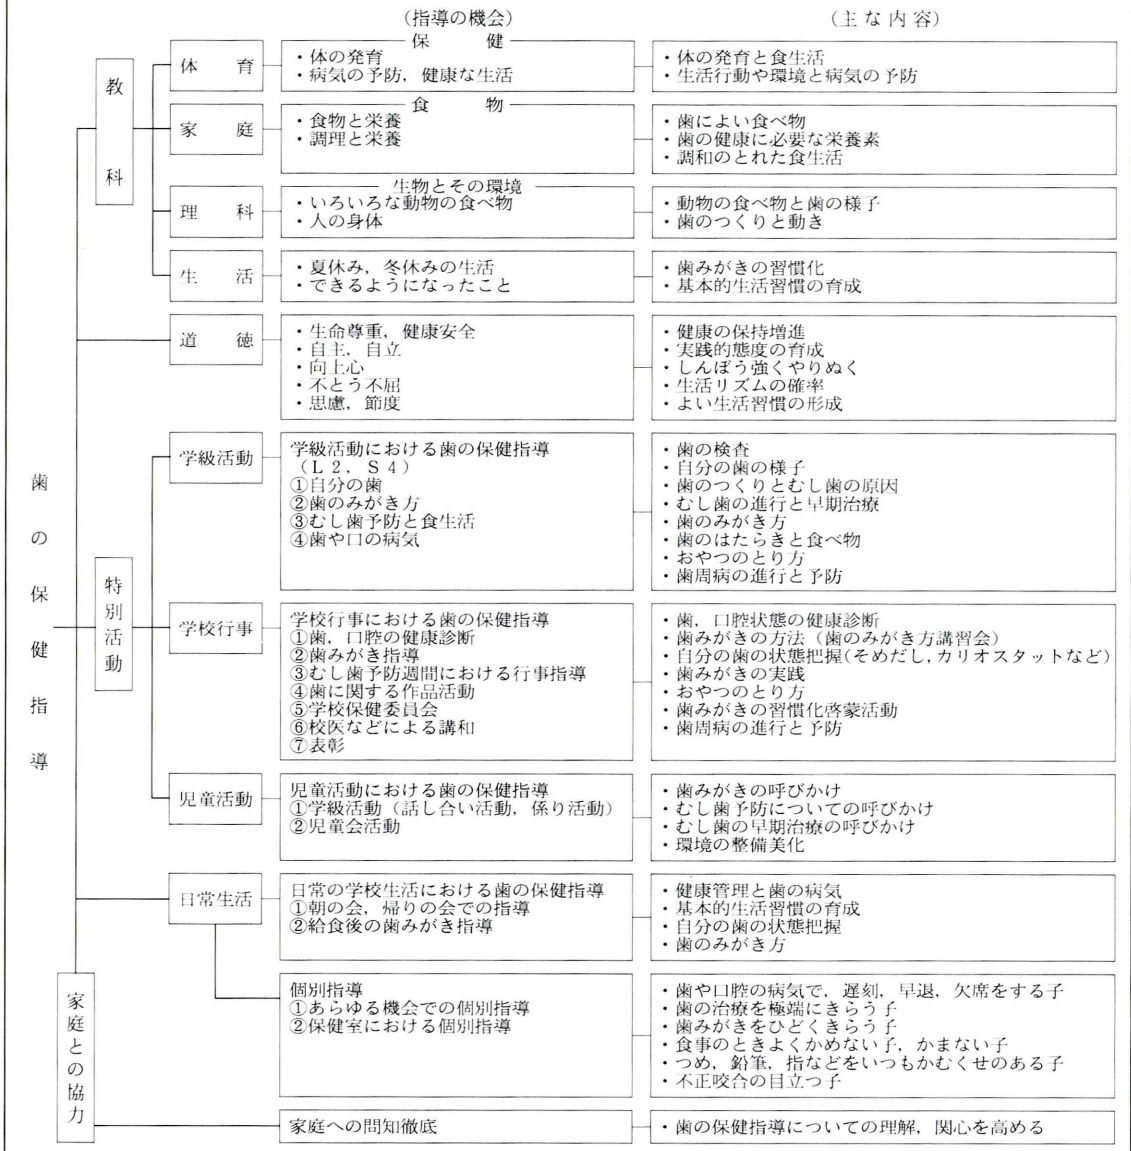 （指導の機会）
（主な内容）
歯の保健指導
教科
体　育
保　　健
・体の発育
・病気の予防，健康な生活
・体の発育と食生活
・生活行動や環境と病気の予防
家　庭
食　　物
・食物と栄養
・調理と栄養
・歯によい食べ物
・歯の健康に必要な栄養素
・調和のとれた食生活
理　科
生物とその環境
・いろいろな動物の食べ物
・人の身体
・動物の食べ物と歯の様子
・歯のつくりと動き
生　活
・夏休み，冬休みの生活
・できるようになったこと
・歯みがきの習慣化
・基本的生活習慣の育成
道　徳
・生命尊重，健康安全
・自主，自立
・向上心
・不とう不屈
・思慮，節度
・健康の保持増進
・実践的態度の育成
・しんぼう強くやりぬく
・生活リズムの確率
・よい生活習慣の形成
特別活動
学級活動
学級活動における歯の保健指導
（Ｌ２，Ｓ４）
①自分の歯
②歯のみがき方
③むし歯予防と食生活
④歯や口の病気
・歯の検査
・自分の歯の様子
・歯のつくりとむし歯の原因
・むし歯の進行と早期治療
・歯のみがき方
・歯のはたらきと食べ物
・おやつのとり方
・歯周病の進行と予防
学校行事
学校行事における歯の保健指導
①歯，口腔の健康診断
②歯みがき指導
③むし歯予防週間における行事指導
④歯に関する作品活動
⑤学校保健委員会
⑥校医などによる講和
⑦表彰
・歯，口腔状態の健康診断
・歯みがきの方法（歯のみがき方講習会）
・自分の歯の状態把握（そめだし，カリオスタットなど）
・歯みがきの実践
・おやつのとり方
・歯みがきの習慣化啓蒙活動
・歯周病の進行と予防
児童活動
児童活動における歯の保健指導
①学級活動（話し合い活動，係り活動）
②児童会活動
・歯みがきの呼びかけ
・むし歯予防についての呼びかけ
・むし歯の早期治療の呼びかけ
・環境の整備美化
日常生活
日常の学校生活における歯の保健指導
①朝の会，帰りの会での指導
②給食後の歯みがき指導
・健康管理と歯の病気
・基本的生活習慣の育成
・自分の歯の状態把握
・歯のみがき方
個別指導
①あらゆる機会での個別指導
②保健室における個別指導
・歯や口腔の病気で，遅刻，早退，欠席をする子
・歯の治療を極端にきらう子
・歯みがきをひどくきらう子
・食事のときよくかめない子，かまない子
・つめ，鉛筆，指などをいつもかむくせのある子
・不正咬合の目立つ子
家庭との協力
家庭への問知徹底
・歯の保健指導についての理解，関心を高める